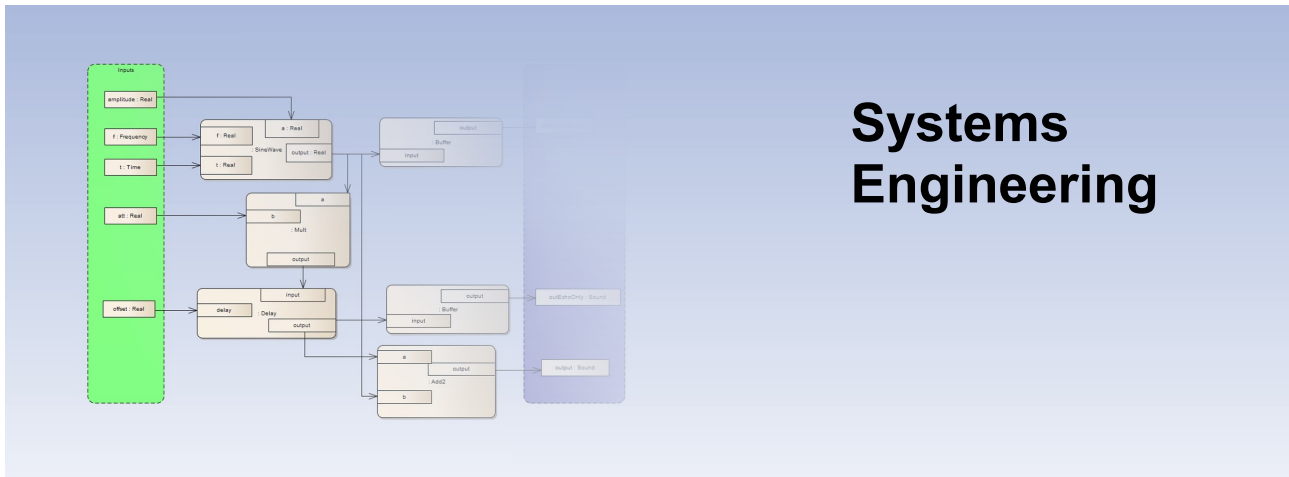 Systems
Engineering
Inputs
amplitude : Real
f : Frequency
t : Time
att : Real
offset : Real
a : Real
f : Real
: SineWave
output : Real
t : Real
output
: Buffer
input
a
b
: Mult
output
input
delay
: Delay
output
output
: Buffer
input
a
output
: Add2
b
outEchoOnly : Sound
output : Sound